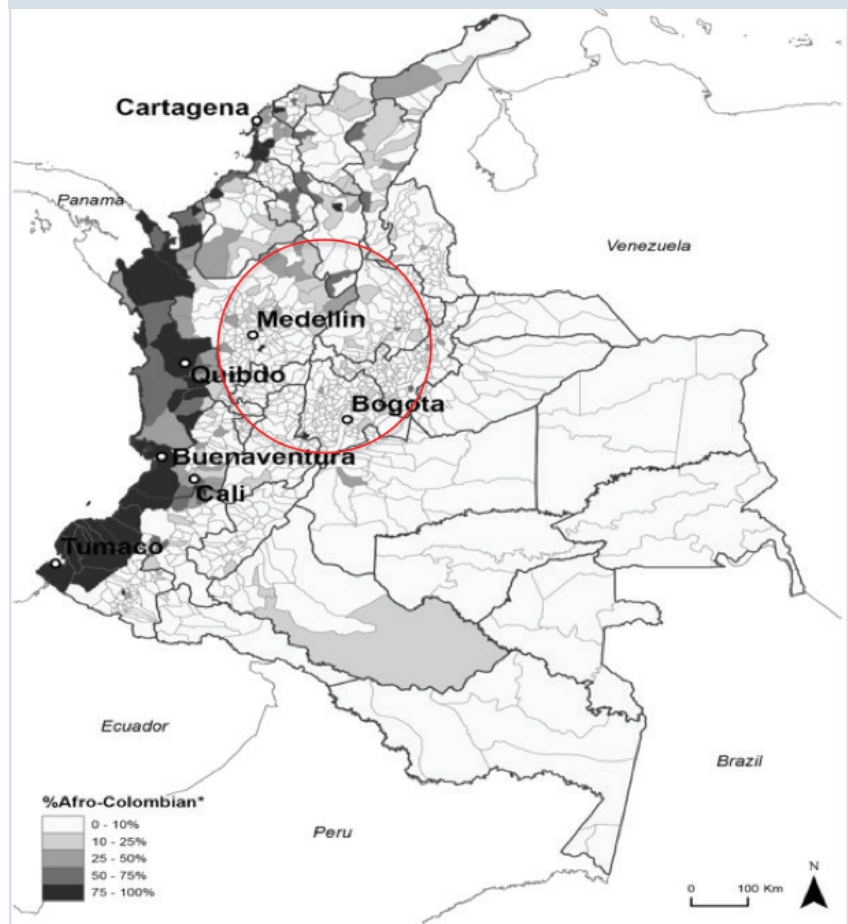 Cartagena
Panama
Venezuela
Medellin
Quibdo
Bogota
Buenaventura
Cali
Tumaco
Ecuador
Brazil
Peru
%Afro-Colombian*
0 - 10%
10 - 25%
25 - 50%
50 - 75%
75 - 100%
N
0 100 Km